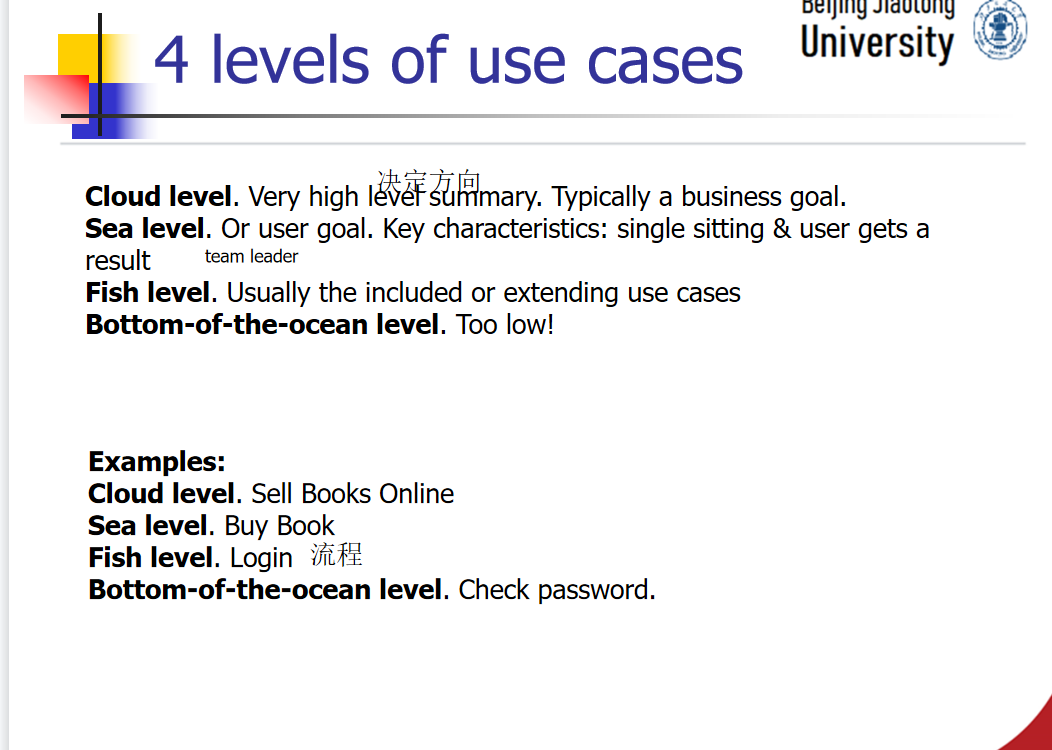 Beijing Jiaotong
University
4 levels of use cases
决定方向
Cloud level. Very high level summary. Typically a business goal.
Sea level. Or user goal. Key characteristics: single sitting & user gets a
result
team leader
Fish level. Usually the included or extending use cases
Bottom-of-the-ocean level. Too low!
Examples:
Cloud level. Sell Books Online
Sea level. Buy Book
Fish level. Login 流程
Bottom-of-the-ocean level. Check password.